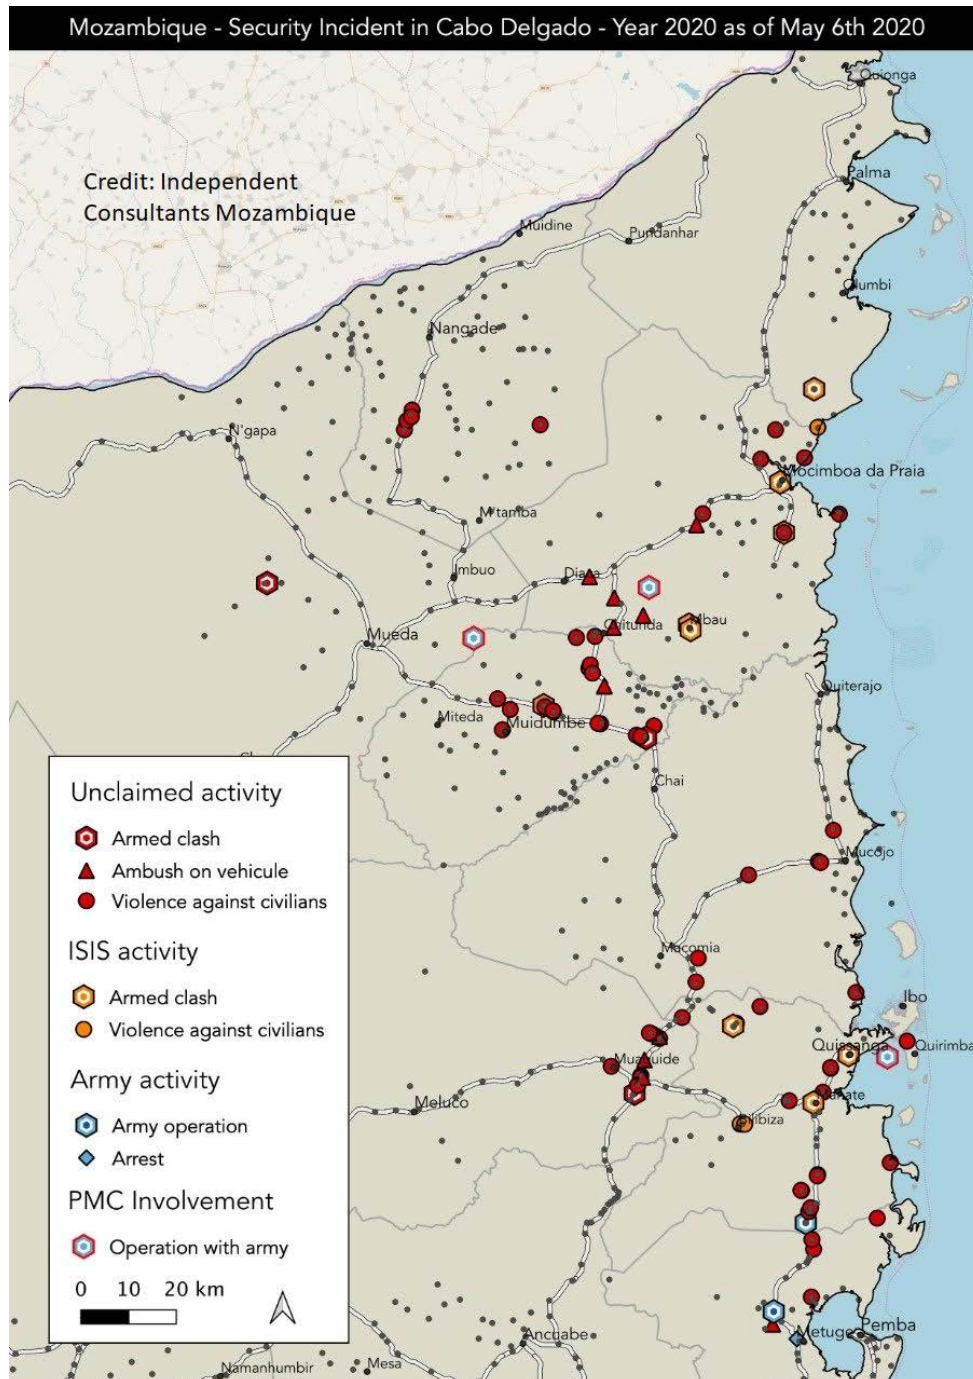 Mozambique - Security Incident in Cabo Delgado - Year 2020 as of May 6th 2020
Quionga
Credit: Independent
Consultants Mozambique
Palma
Muidine
Pundanhar
Olumbi
Nangade
N'gapa
Mocimboa da Praia
M'tamba
Imbuo
Diaca
Chitunda
Mbau
Mueda
Quiterajo
Miteda
Muidumbe
Chai
Unclaimed activity
Armed clash
Ambush on vehicule
Violence against civilians
Mucojo
ISIS activity
Armed clash
Violence against civilians
Macomia
Ibo
Quissanga
Quirimba
Muaguide
Army activity
Army operation
Arrest
Meluco
Mahate
Bilibiza
PMC Involvement
Operation with army
0 10 20 km
Metuge
Pemba
Ancuabe
Mesa
Namanhumbir